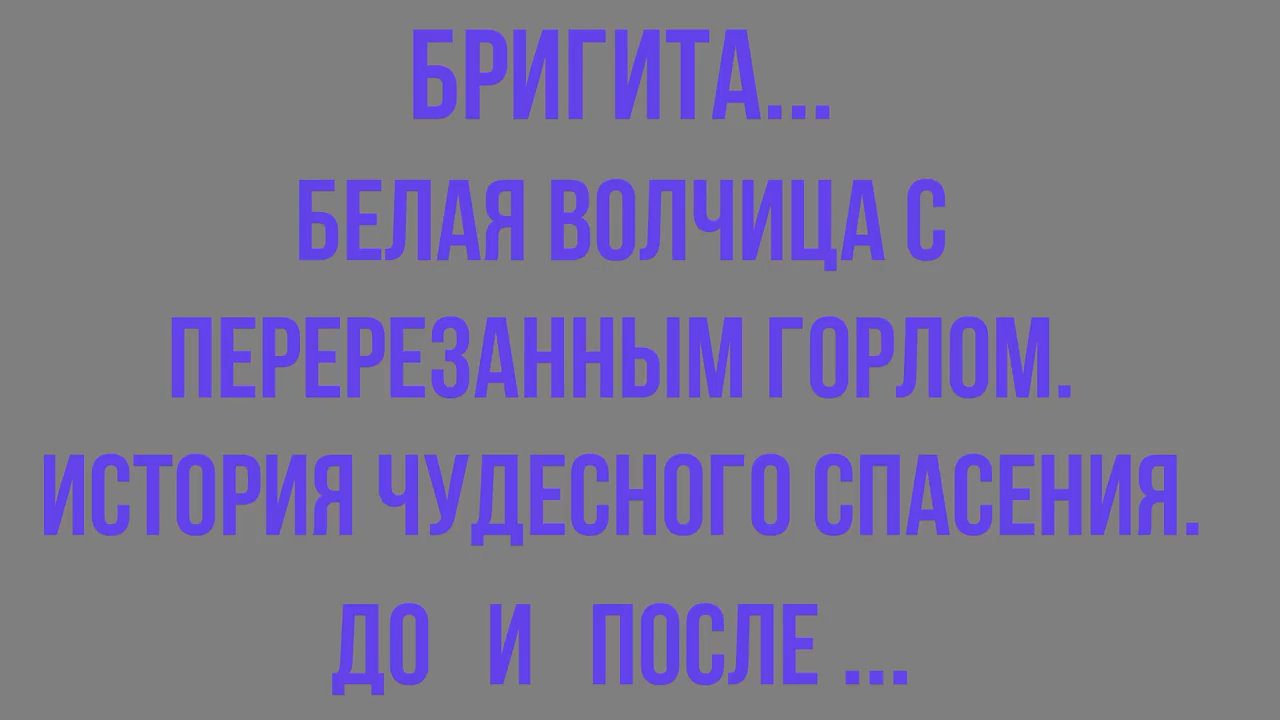 БРИГИТА...
БЕЛАЯ ВОЛЧИЦА С
ПЕРЕРЕЗАННЫМ ГОРЛОМ.
ИСТОРИЯ ЧУДЕСНОГО СПАСЕНИЯ.
ДО И ПОСЛЕ ...